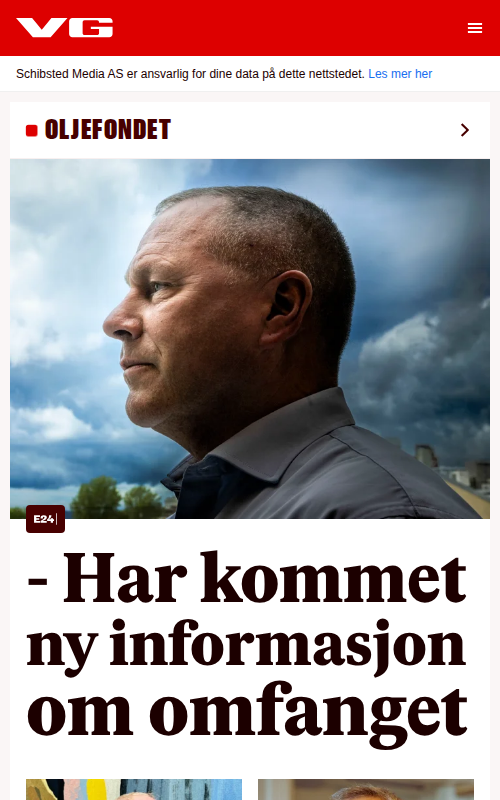 VG
Schibsted Media AS er ansvarlig for dine data på dette nettstedet. Les mer her
OLJEFONDET
E24
- Har kommet
ny informasjon
om omfanget